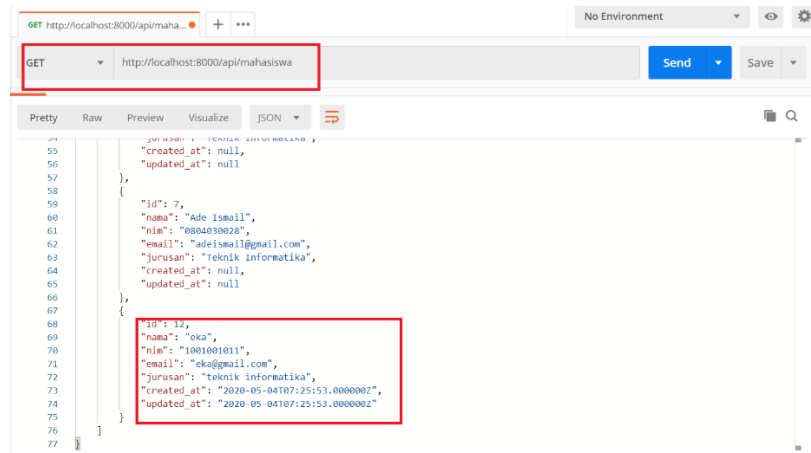 GET http://localhost:8000/api/maha...
No Environment
GET http://localhost:8000/api/mahasiswa Send Save
Pretty Raw Preview Visualize JSON
54 "jurusan": "Teknik Informatika",
55 "created_at": null,
56 "updated_at": null
57 },
58 {
59 "id": 7,
60 "nama": "Ade Ismail",
61 "nim": "0804030028",
62 "email": "adeismail@gmail.com",
63 "jurusan": "Teknik Informatika",
64 "created_at": null,
65 "updated_at": null
66 },
67 {
68 "id": 12,
69 "nama": "eka",
70 "nim": "1001001011",
71 "email": "eka@gmail.com",
72 "jurusan": "teknik informatika",
73 "created_at": "2020-05-04T07:25:53.000000Z",
74 "updated_at": "2020-05-04T07:25:53.000000Z"
75 }
76 ]
77 }